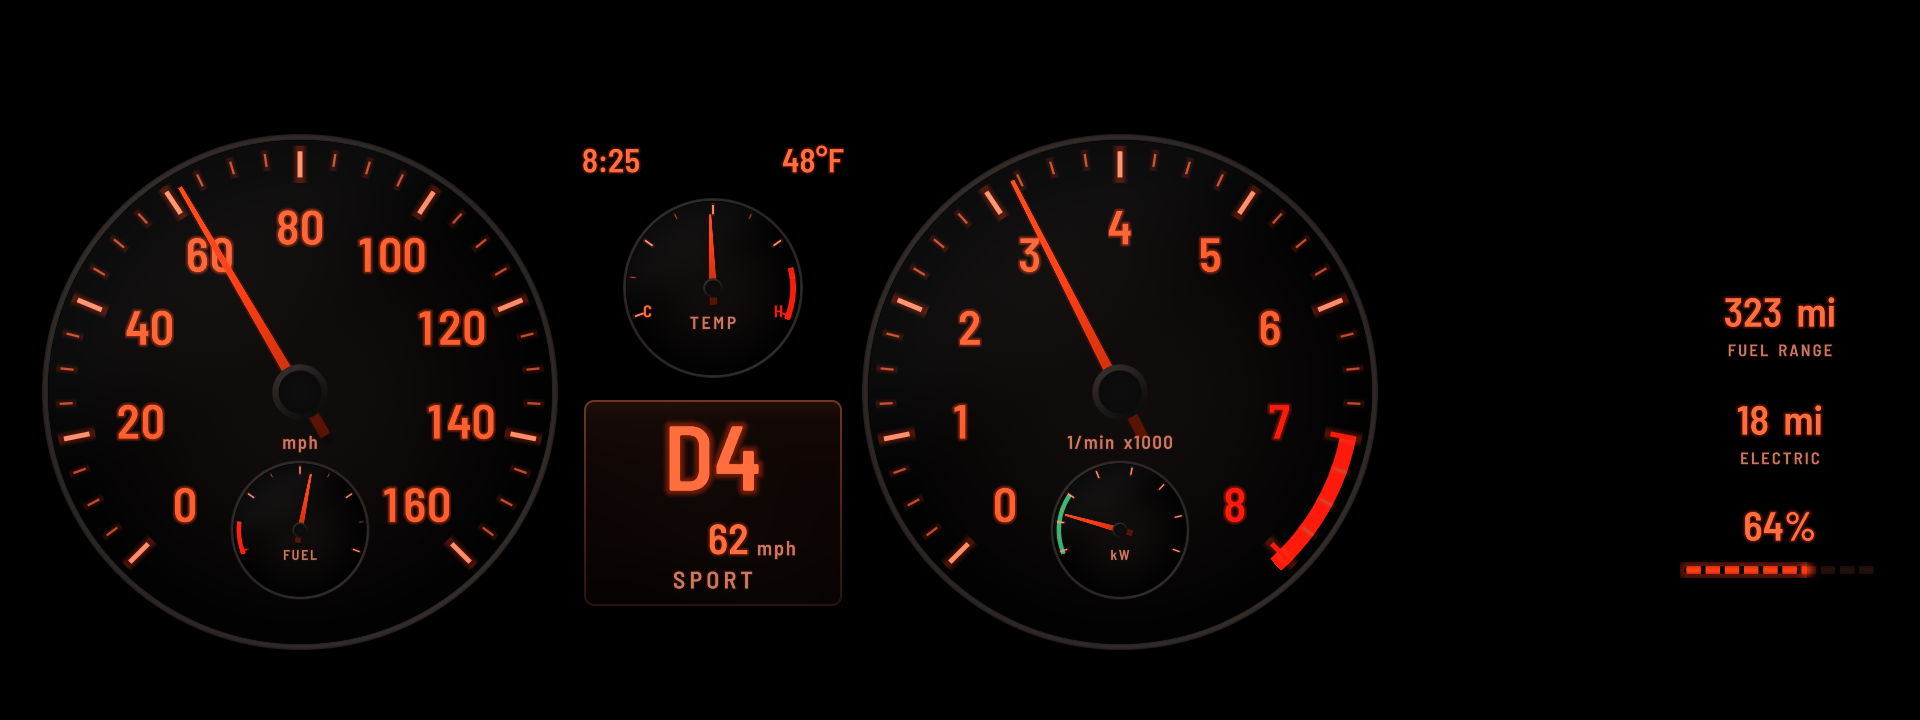 8:25
48°F
80
60
100
40
120
20
140
0
160
mph
FUEL
C
H
TEMP
D4
62 mph
SPORT
4
3
5
2
6
1
7
0
8
1/min x1000
kW
323 mi
FUEL RANGE
18 mi
ELECTRIC
64%